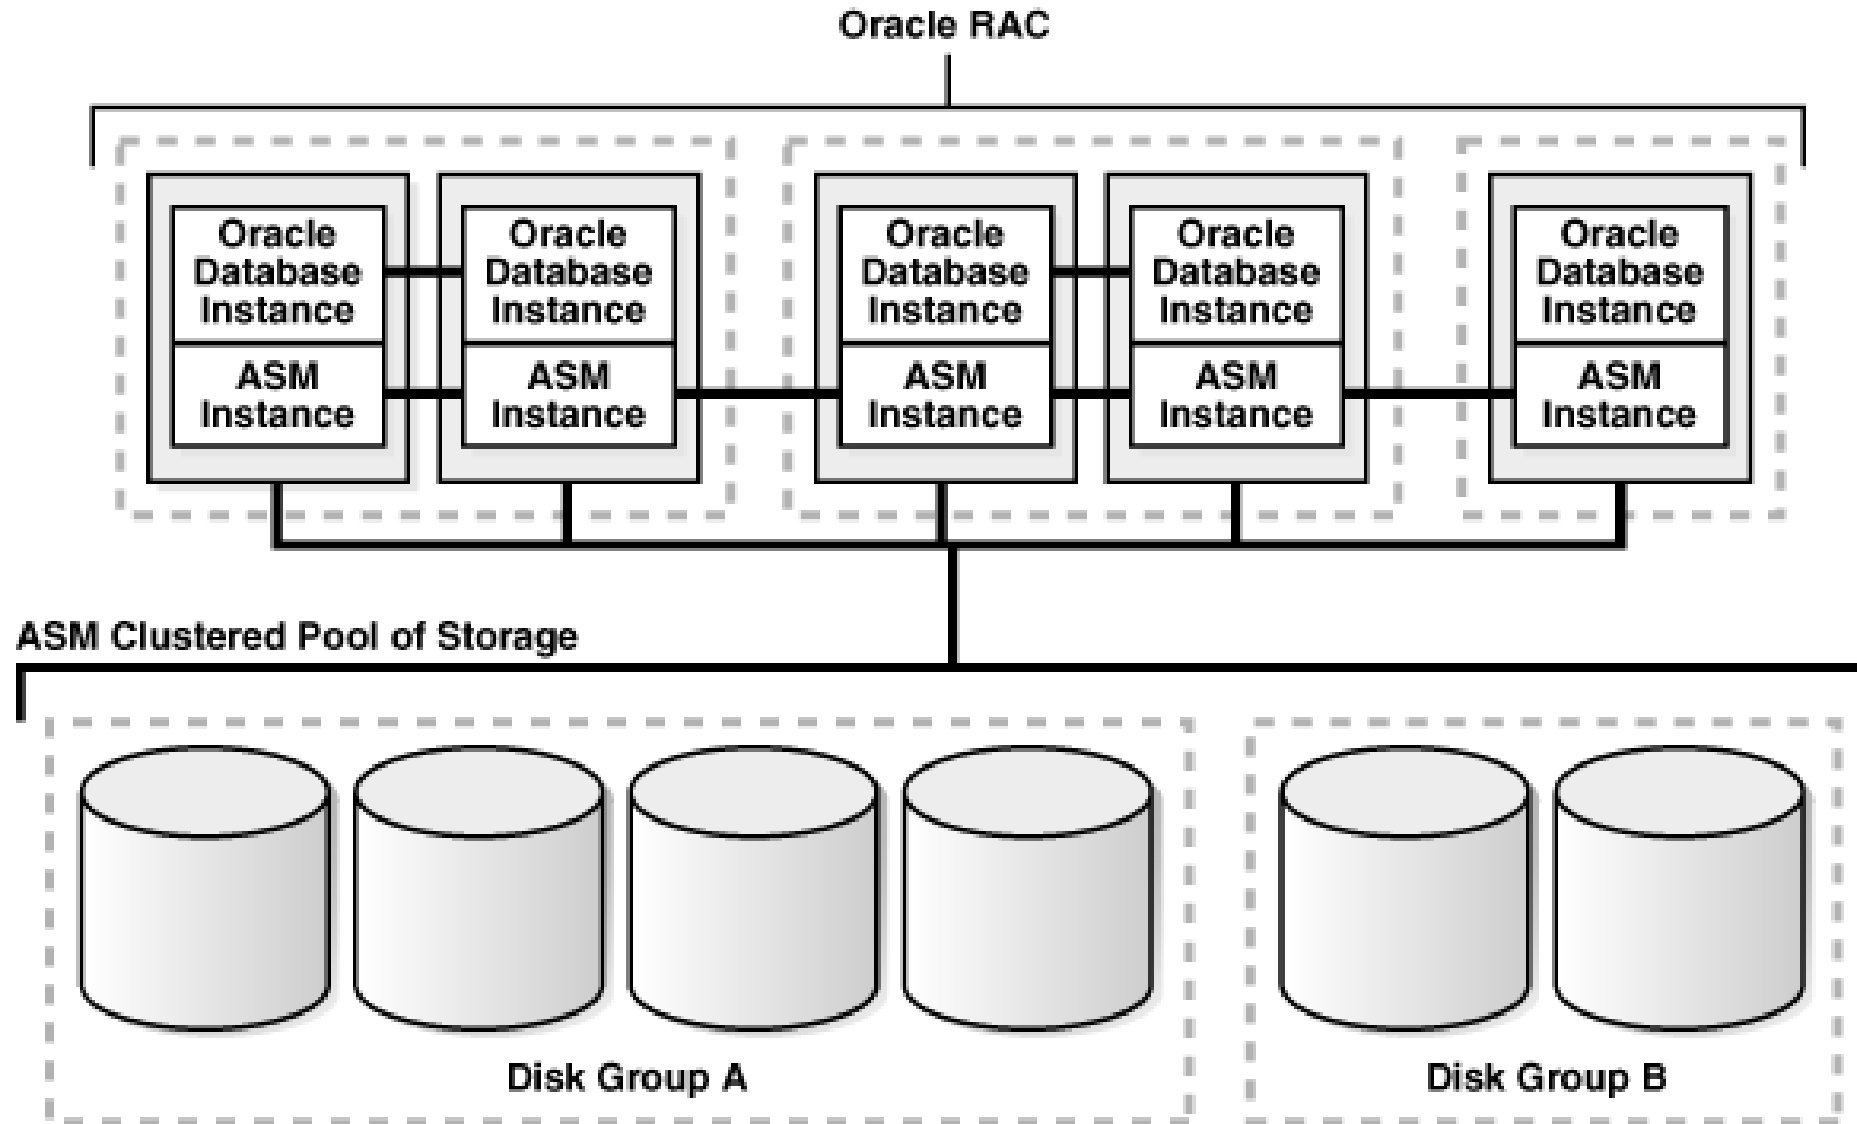 Oracle RAC
Oracle
Database
Instance
ASM
Instance
Oracle
Database
Instance
ASM
Instance
Oracle
Database
Instance
ASM
Instance
Oracle
Database
Instance
ASM
Instance
Oracle
Database
Instance
ASM
Instance
ASM Clustered Pool of Storage
Disk Group A
Disk Group B